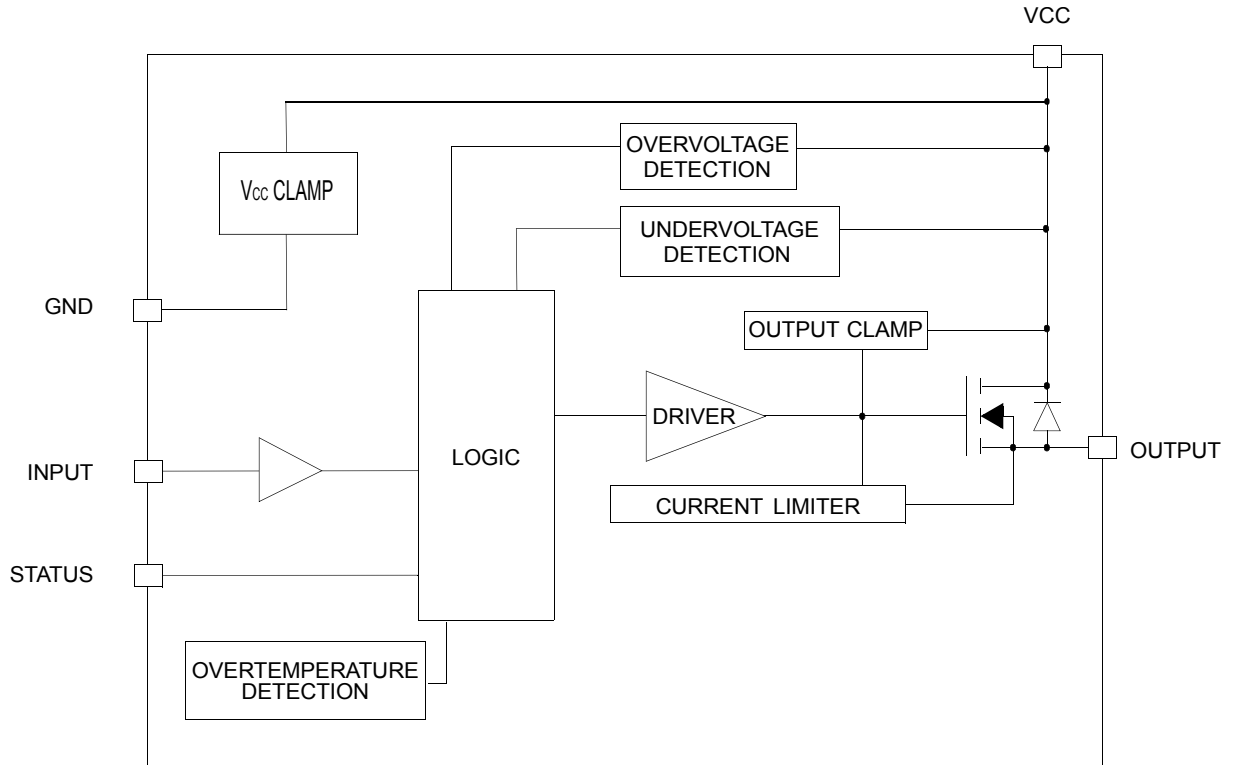 VCC
OVERVOLTAGE
DETECTION
Vcc CLAMP
UNDERVOLTAGE
DETECTION
GND
OUTPUT CLAMP
DRIVER
LOGIC
INPUT
OUTPUT
CURRENT LIMITER
STATUS
OVERTEMPERATURE
DETECTION